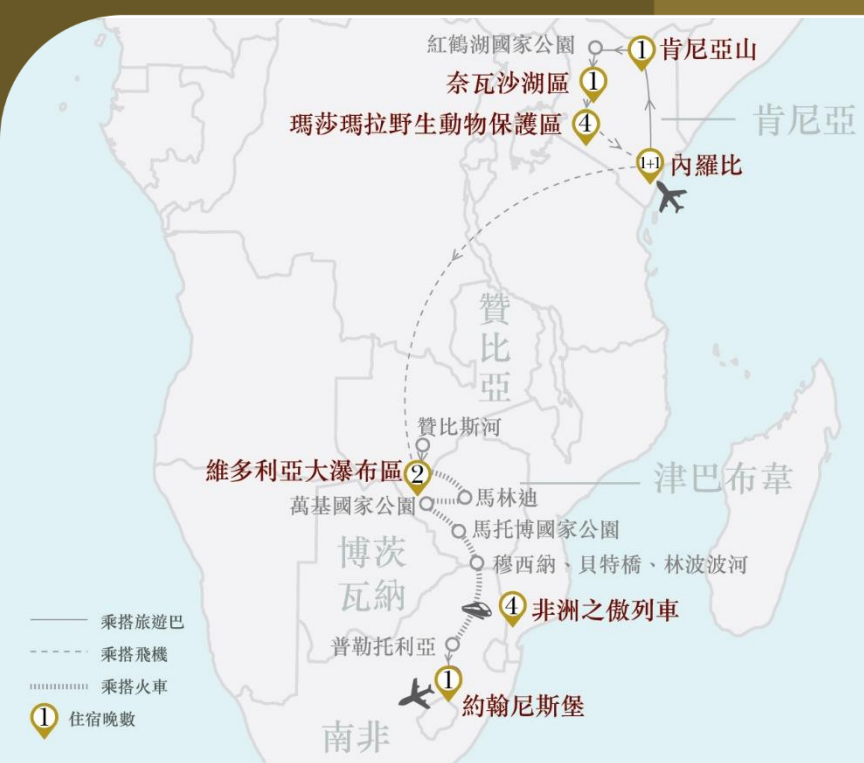 紅鶴湖國家公園
1
肯尼亞山
奈瓦沙湖區
1
瑪莎瑪拉野生動物保護區
4
肯尼亞
1+1
內羅比
贊比亞
贊比斯河
維多利亞大瀑布區
2
津巴布韋
萬基國家公園
馬林迪
馬托博國家公園
博茨
瓦納
穆西納、貝特橋、林波波河
4
非洲之傲列車
普勒托利亞
1
約翰尼斯堡
南非
乘搭旅遊巴
乘搭飛機
乘搭火車
1
住宿晚數